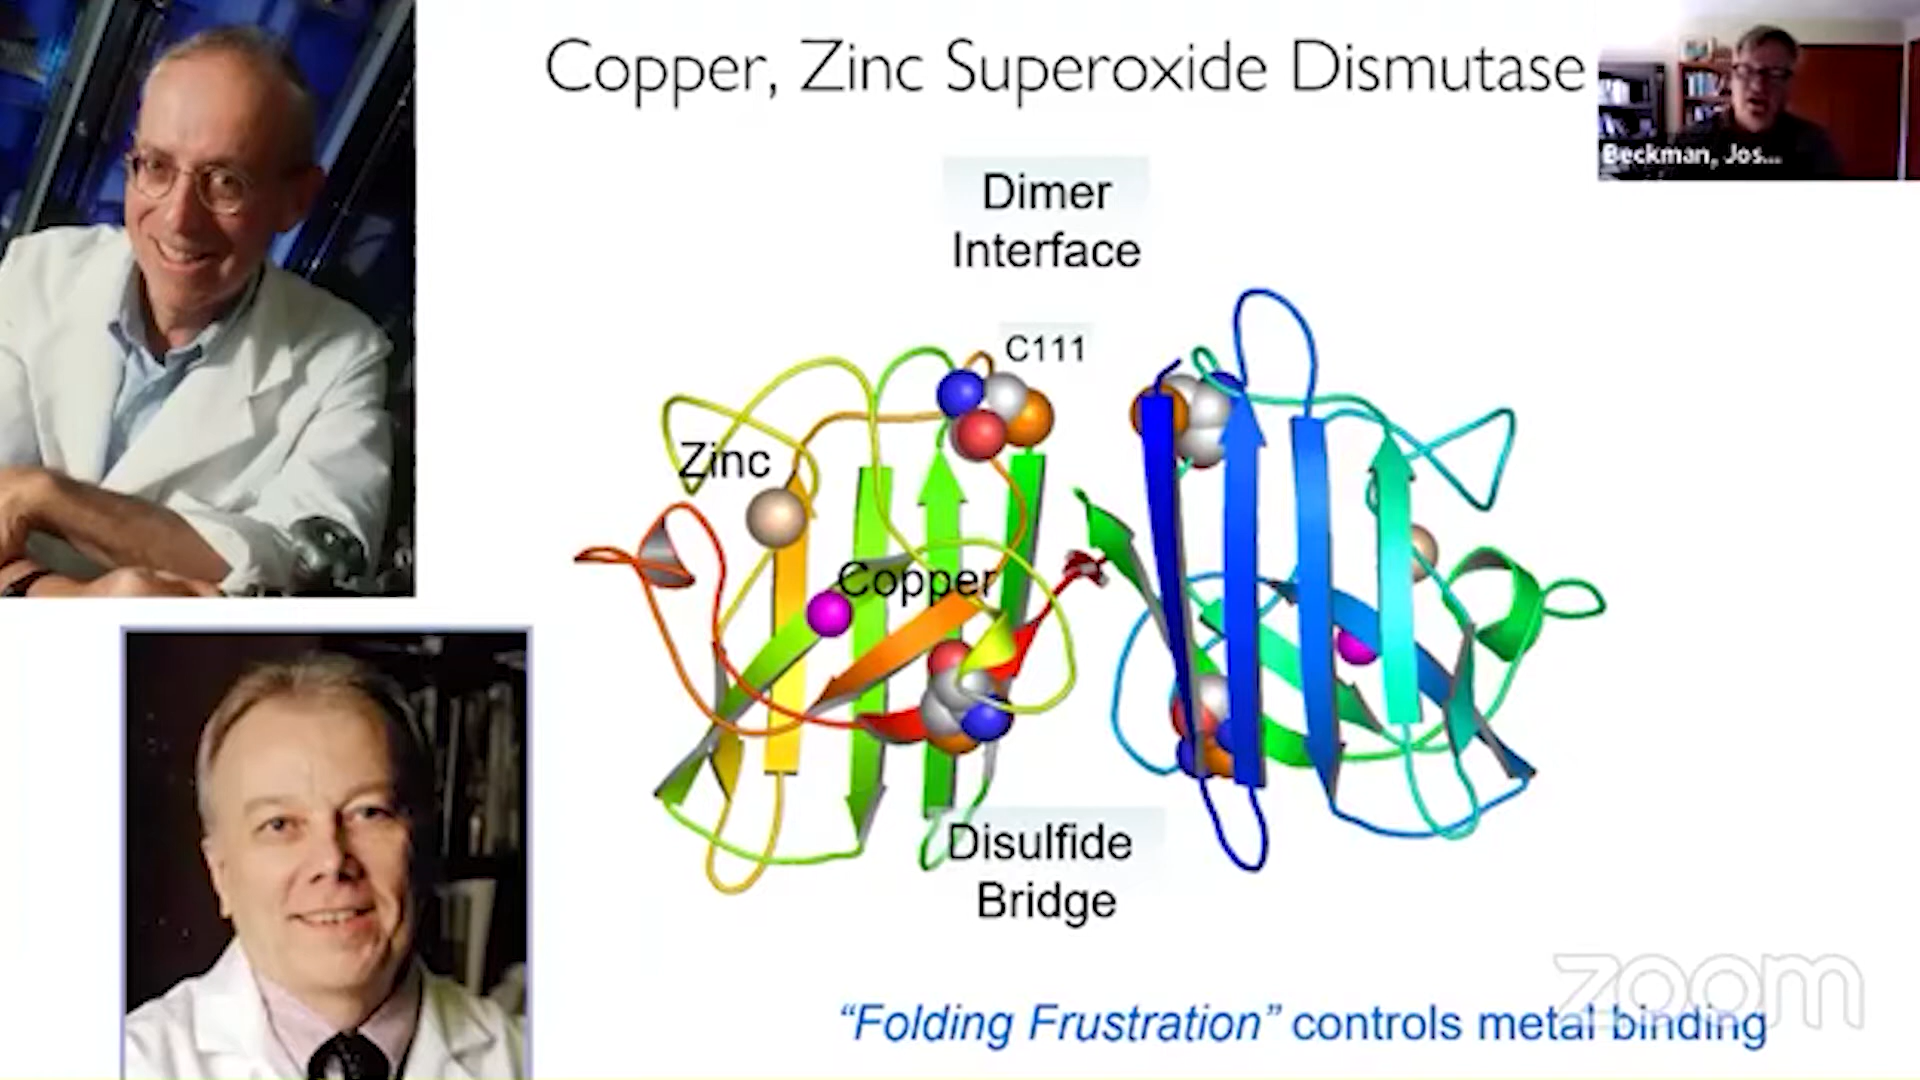 Copper, Zinc Superoxide Dismutase
Beckman, Jos...
Dimer
Interface
C111
Zinc
Copper
Disulfide
Bridge
zoom
“Folding Frustration” controls metal binding